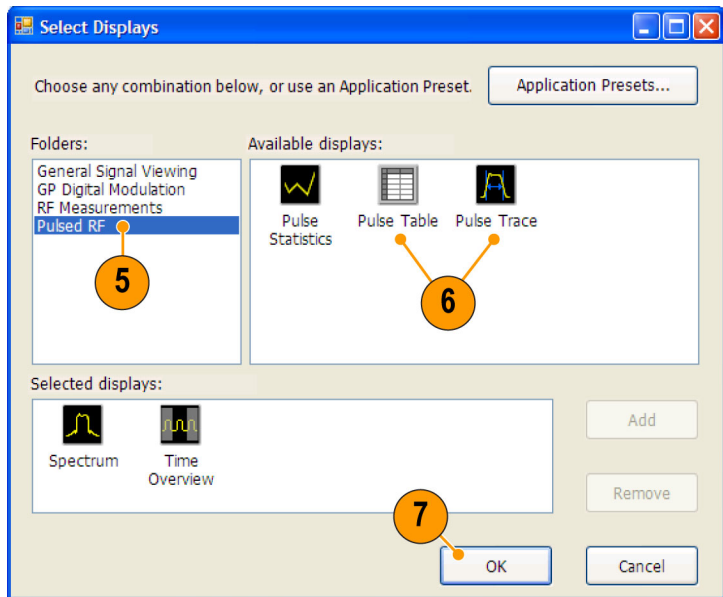 Select Displays
Choose any combination below, or use an Application Preset.
Application Presets...
Folders:
Available displays:
General Signal Viewing
GP Digital Modulation
RF Measurements
Pulsed RF
Pulse
Statistics
Pulse Table
Pulse Trace
5
6
Selected displays:
Spectrum
Time
Overview
Add
Remove
7
OK
Cancel